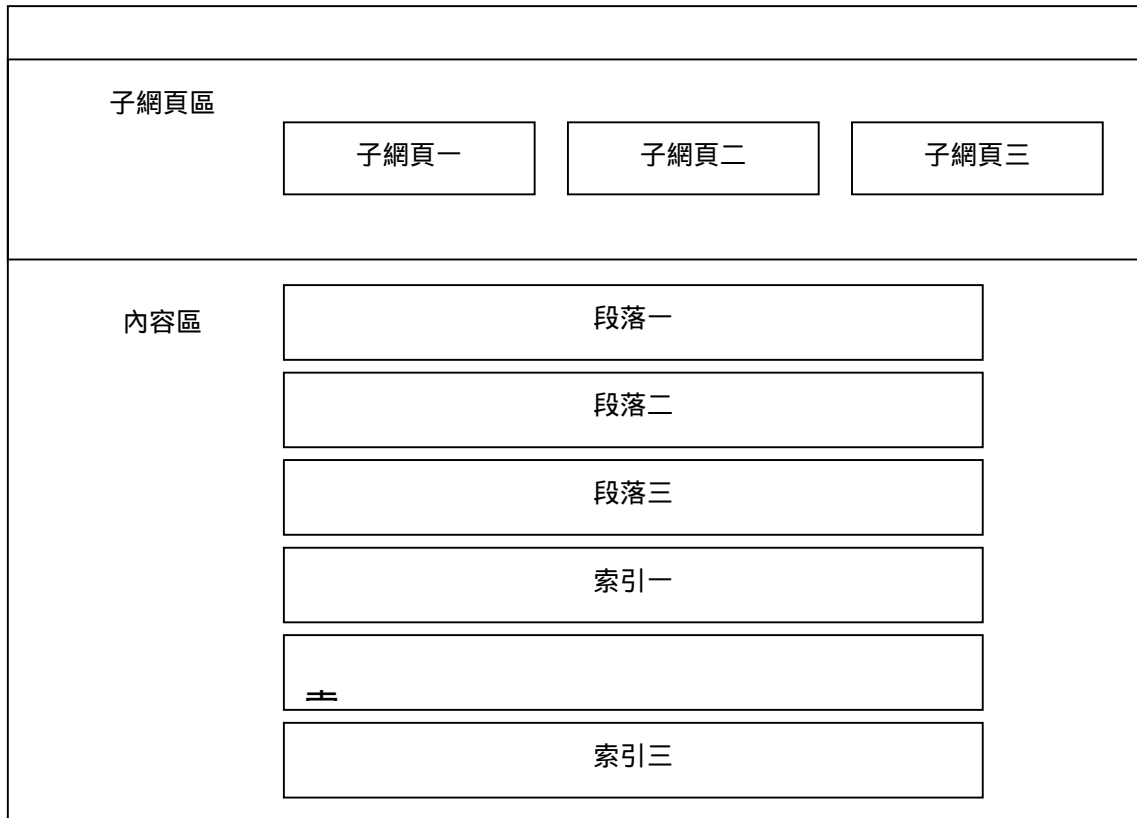 子網頁區
子網頁一
子網頁二
子網頁三
內容區
段落一
段落二
段落三
索引一
索引三